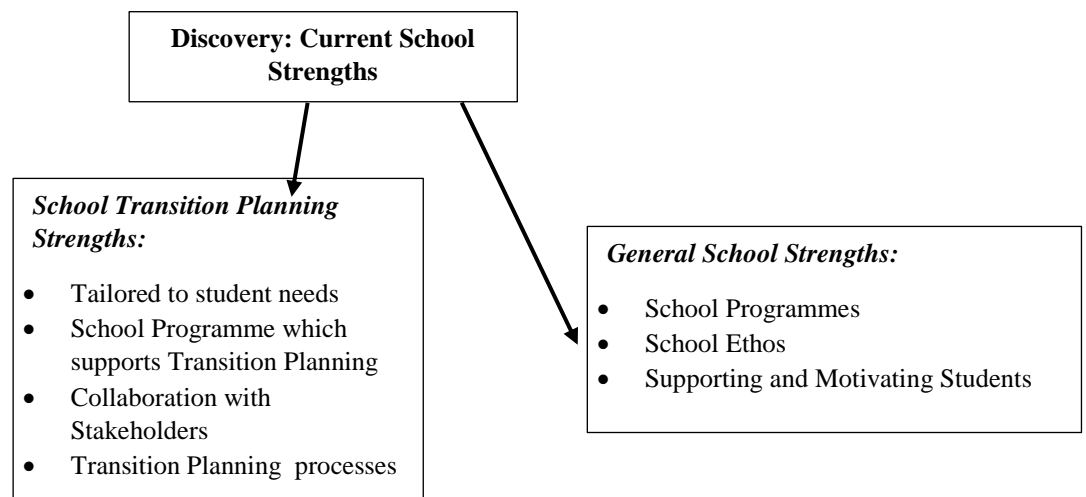 Discovery: Current School
Strengths
School Transition Planning
Strengths:
• Tailored to student needs
• School Programme which
supports Transition Planning
• Collaboration with
Stakeholders
• Transition Planning processes
General School Strengths:
• School Programmes
• School Ethos
• Supporting and Motivating Students